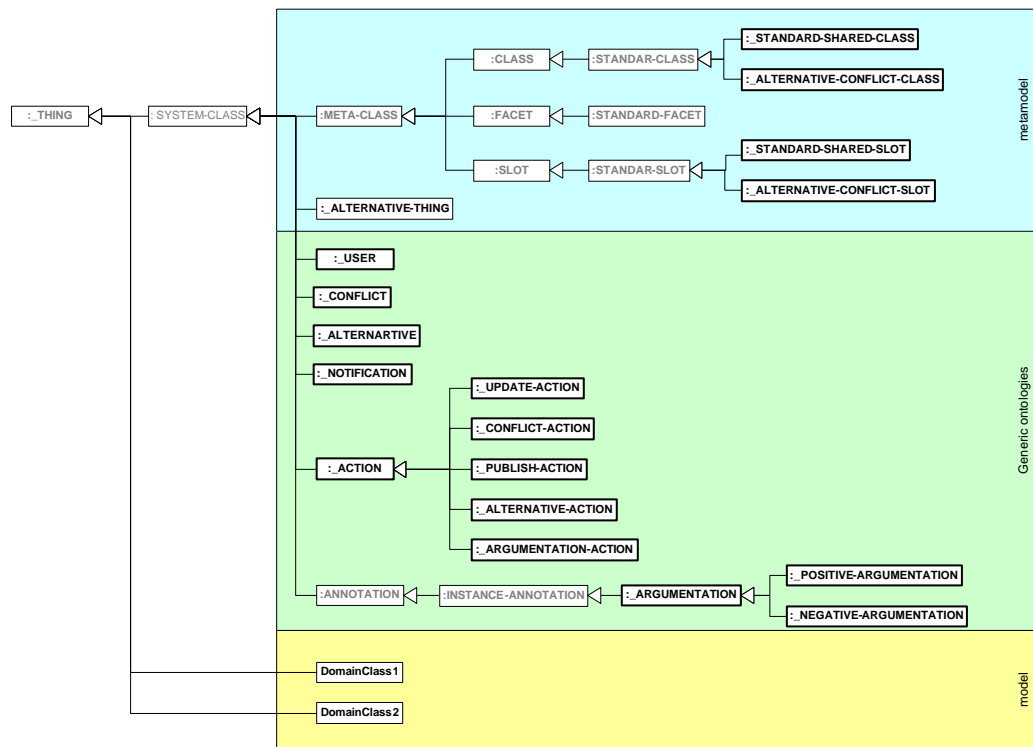 :_STANDARD-SHARED-CLASS
:CLASS
:STANDAR-CLASS
:_ALTERNATIVE-CONFLICT-CLASS
metamodel
:_THING
: SYSTEM-CLASS
:META-CLASS
:FACET
:STANDARD-FACET
:_STANDARD-SHARED-SLOT
:SLOT
:STANDAR-SLOT
:_ALTERNATIVE-CONFLICT-SLOT
:_ALTERNATIVE-THING
:_USER
:_CONFLICT
:_ALTERNARTIVE
:_NOTIFICATION
:_UPDATE-ACTION
Generic ontologies
:_CONFLICT-ACTION
:_ACTION
:_PUBLISH-ACTION
:_ALTERNATIVE-ACTION
:_ARGUMENTATION-ACTION
:_POSITIVE-ARGUMENTATION
:ANNOTATION
:INSTANCE-ANNOTATION
:_ARGUMENTATION
:_NEGATIVE-ARGUMENTATION
DomainClass1
model
DomainClass2